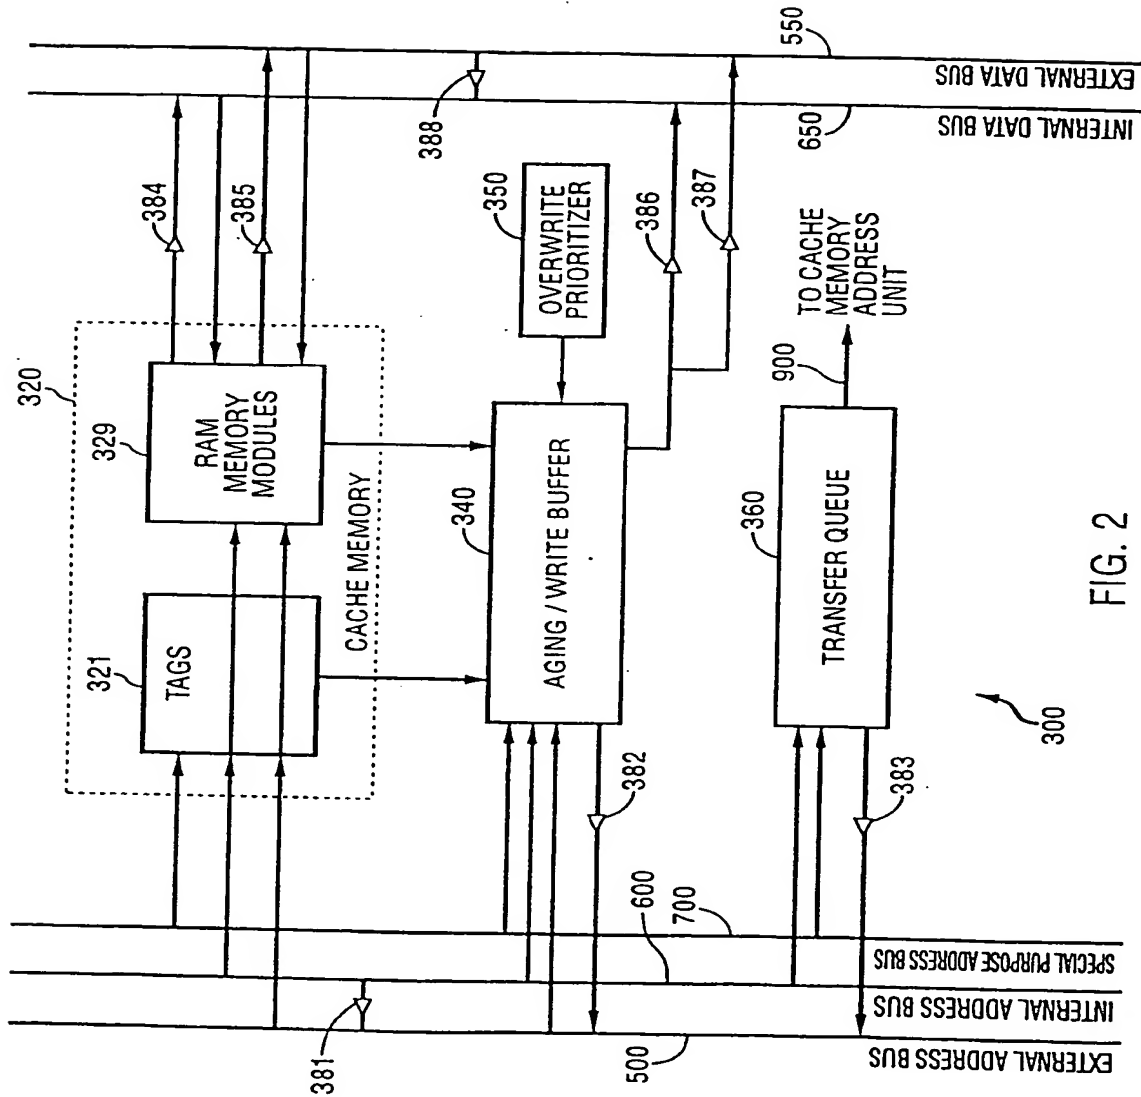 320
329
RAM
MEMORY
MODULES
321
TAGS
CACHE MEMORY
384
385
388
550
EXTERNAL DATA BUS
650
INTERNAL DATA BUS
350
OVERWRITE
PRIORITIZER
340
AGING / WRITE BUFFER
386
387
382
381
360
TRANSFER QUEUE
900
TO CACHE
MEMORY
ADDRESS
UNIT
383
600
700
500
SPECIAL PURPOSE ADDRESS BUS
INTERNAL ADDRESS BUS
EXTERNAL ADDRESS BUS
300
FIG. 2